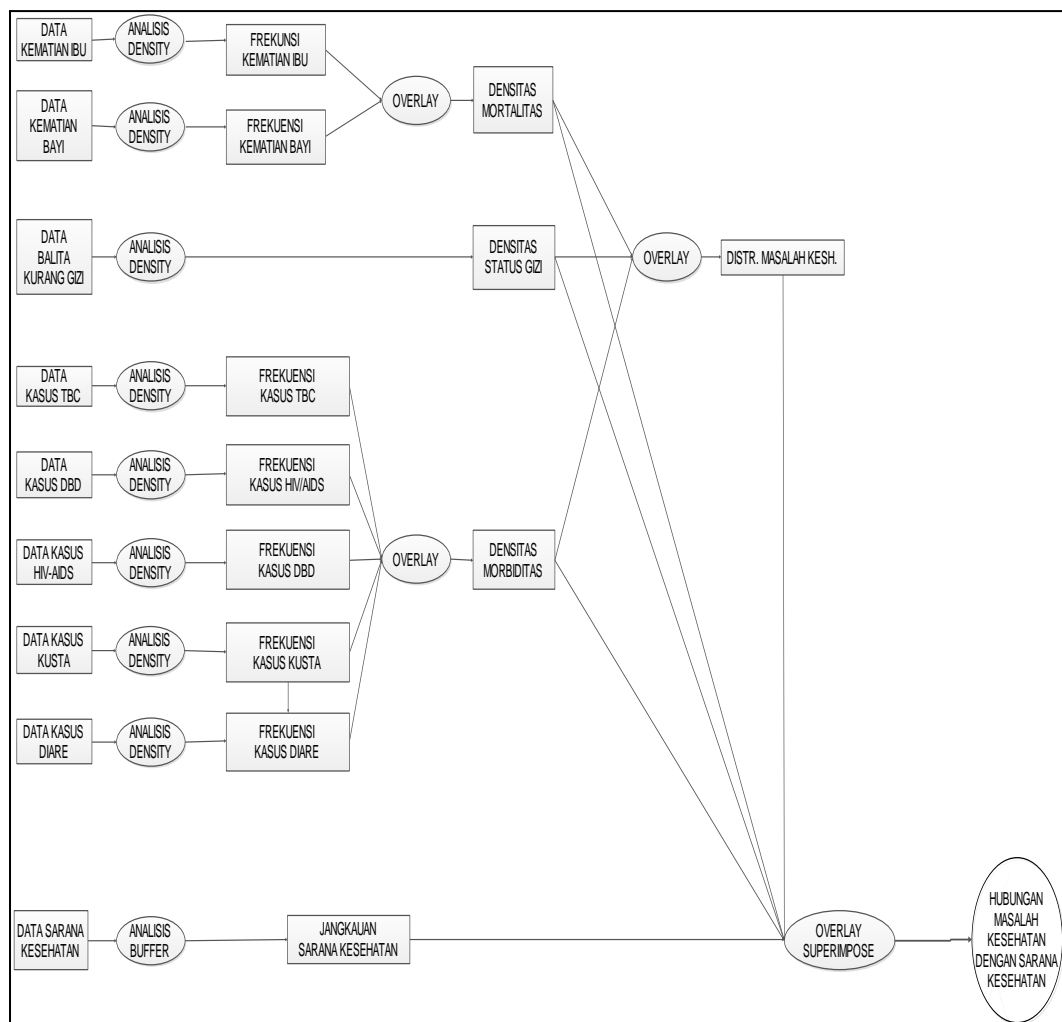 DATA
KEMATIAN IBU
ANALISIS
DENSITY
FREKUNSI
KEMATIAN IBU
DATA
KEMATIAN
BAYI
ANALISIS
DENSITY
FREKUENSI
KEMATIAN BAYI
OVERLAY
DENSITAS
MORTALITAS
DATA
BALITA
KURANG GIZI
ANALISIS
DENSITY
DENSITAS
STATUS GIZI
OVERLAY
DISTR. MASALAH KESH.
DATA
KASUS TBC
ANALISIS
DENSITY
FREKUENSI
KASUS TBC
DATA
KASUS DBD
ANALISIS
DENSITY
FREKUENSI
KASUS HIV/AIDS
DATA KASUS
HIV-AIDS
ANALISIS
DENSITY
FREKUENSI
KASUS DBD
OVERLAY
DENSITAS
MORBIDITAS
DATA KASUS
KUSTA
ANALISIS
DENSITY
FREKUENSI
KASUS KUSTA
DATA KASUS
DIARE
ANALISIS
DENSITY
FREKUENSI
KASUS DIARE
DATA SARANA
KESEHATAN
ANALISIS
BUFFER
JANGKAUAN
SARANA KESEHATAN
OVERLAY
SUPERIMPOSE
HUBUNGAN
MASALAH
KESEHATAN
DENGAN SARANA
KESEHATAN